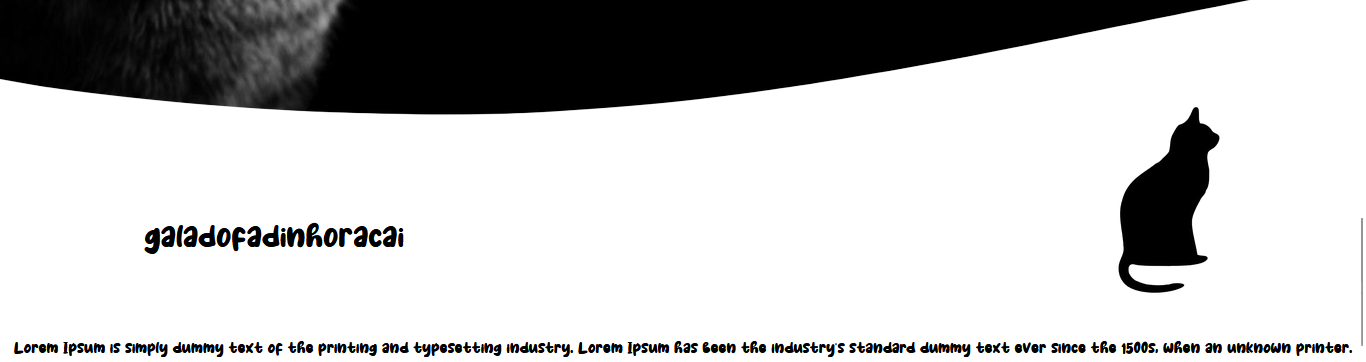 galadofadinhoracai
Lorem Ipsum is simply dummy text of the printing and typesetting industry. Lorem Ipsum has been the industry's standard dummy text ever since the 1500s, when an unknown printer.